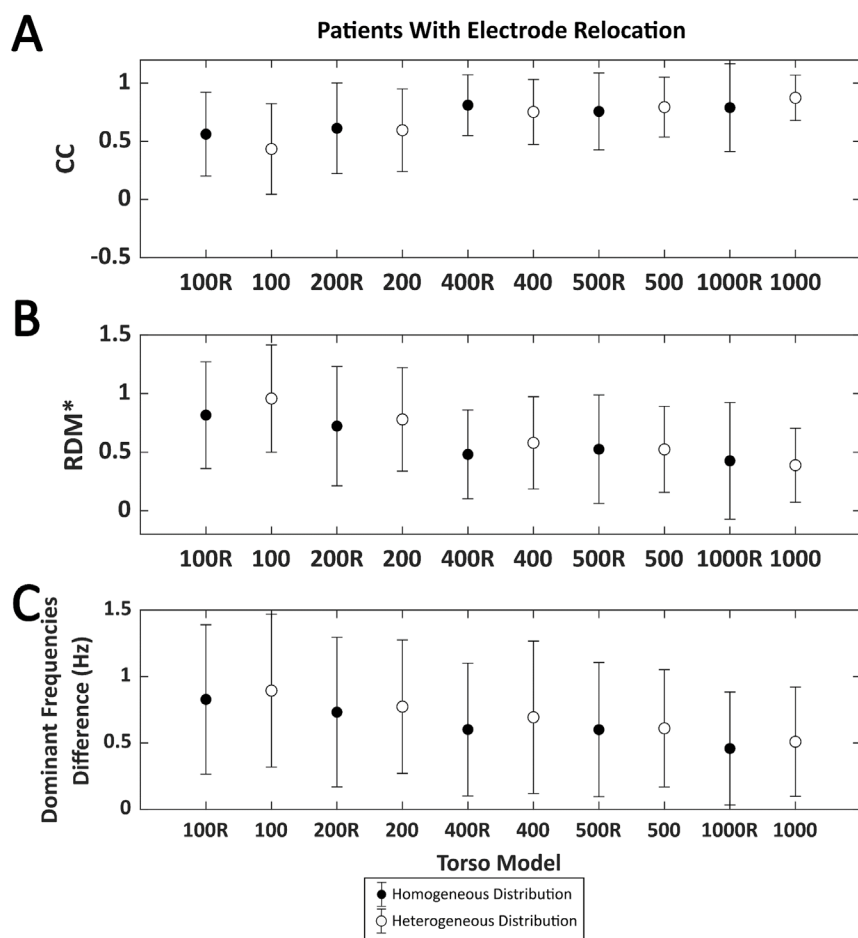 A
Patients With Electrode Relocation
CC
1
0.5
0
-0.5
100R 100 200R 200 400R 400 500R 500 1000R 1000
B
RDM*
1.5
1
0.5
0
100R 100 200R 200 400R 400 500R 500 1000R 1000
C
Dominant Frequencies
Difference (Hz)
1.5
1
0.5
0
100R 100 200R 200 400R 400 500R 500 1000R 1000
Torso Model
Homogeneous Distribution
Heterogeneous Distribution